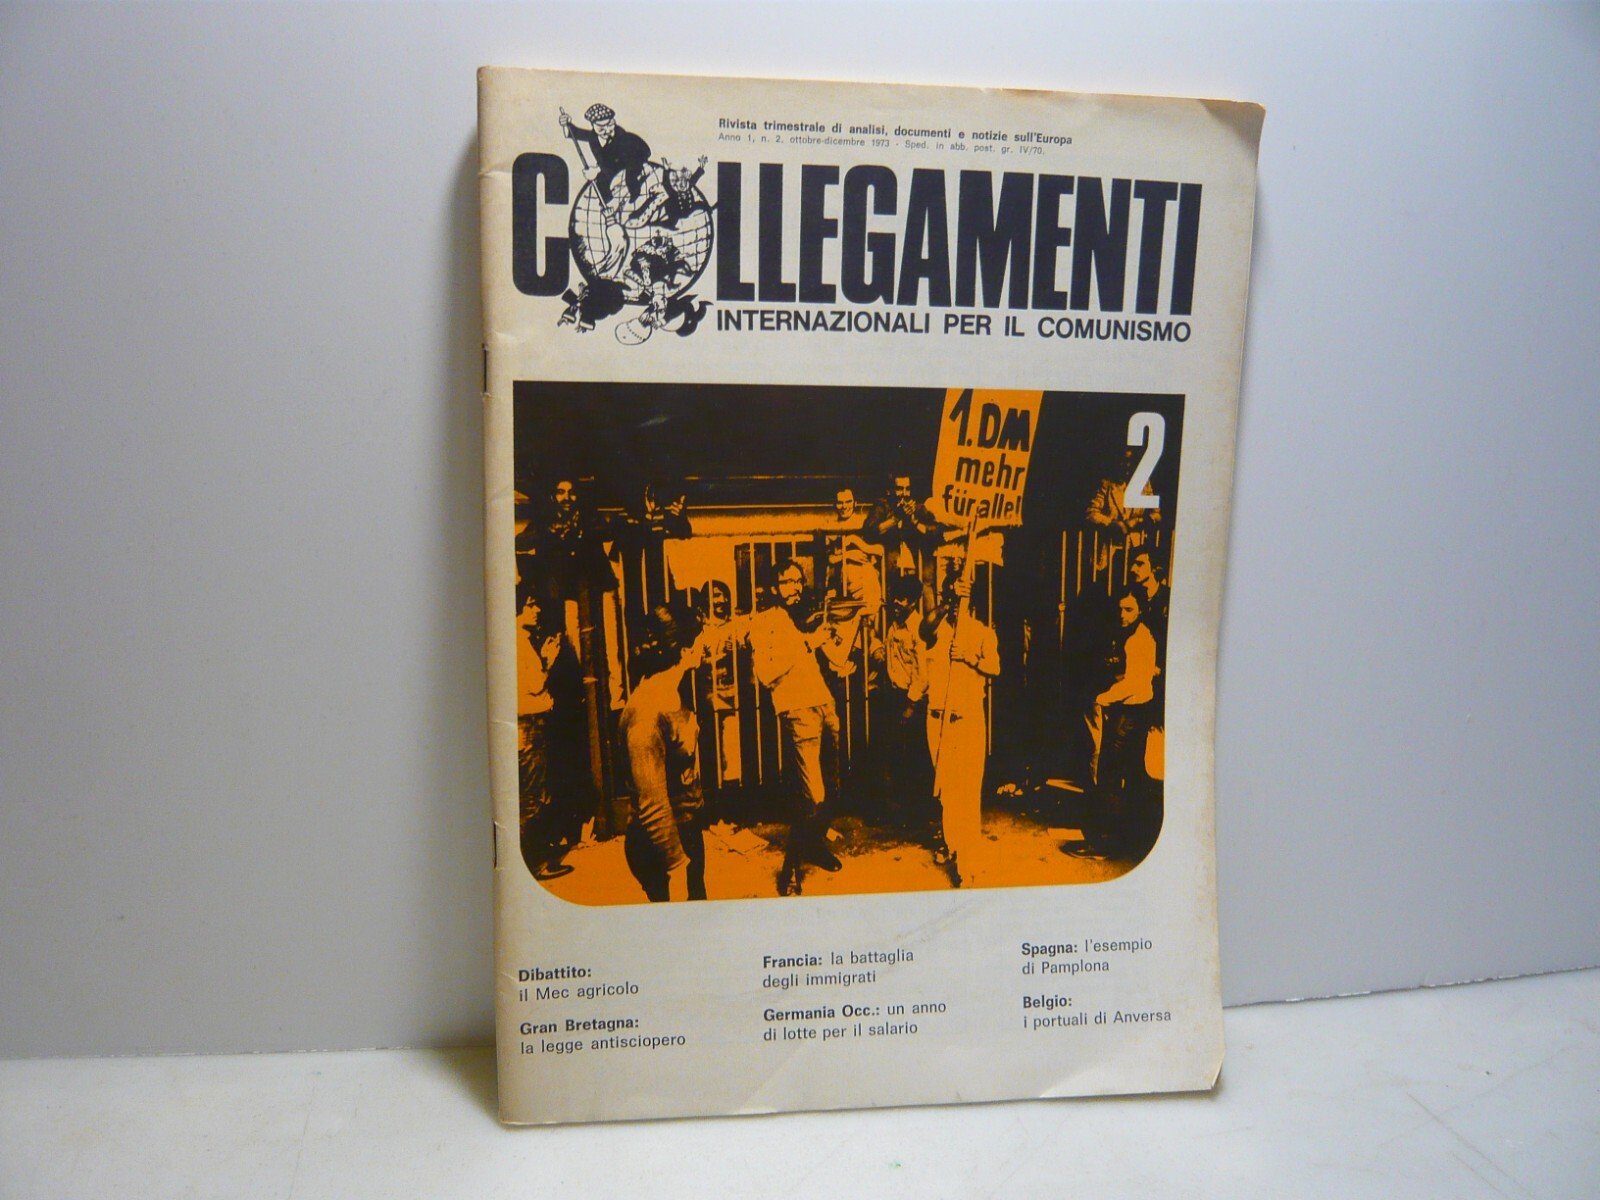 Rivista trimestrale di analisi, documenti e notizie sull'Europa
Anno 1, n. 2, ottobre-dicembre 1973 - Sped. in abb. post. gr. IV/70.
COLLEGAMENTI
INTERNAZIONALI PER IL COMUNISMO
2
1.DM
mehr
für alle!
Dibattito:
il Mec agricolo
Gran Bretagna:
la legge antisciopero
Francia: la battaglia
degli immigrati
Germania Occ.: un anno
di lotte per il salario
Spagna: l'esempio
di Pamplona
Belgio:
i portuali di Anversa